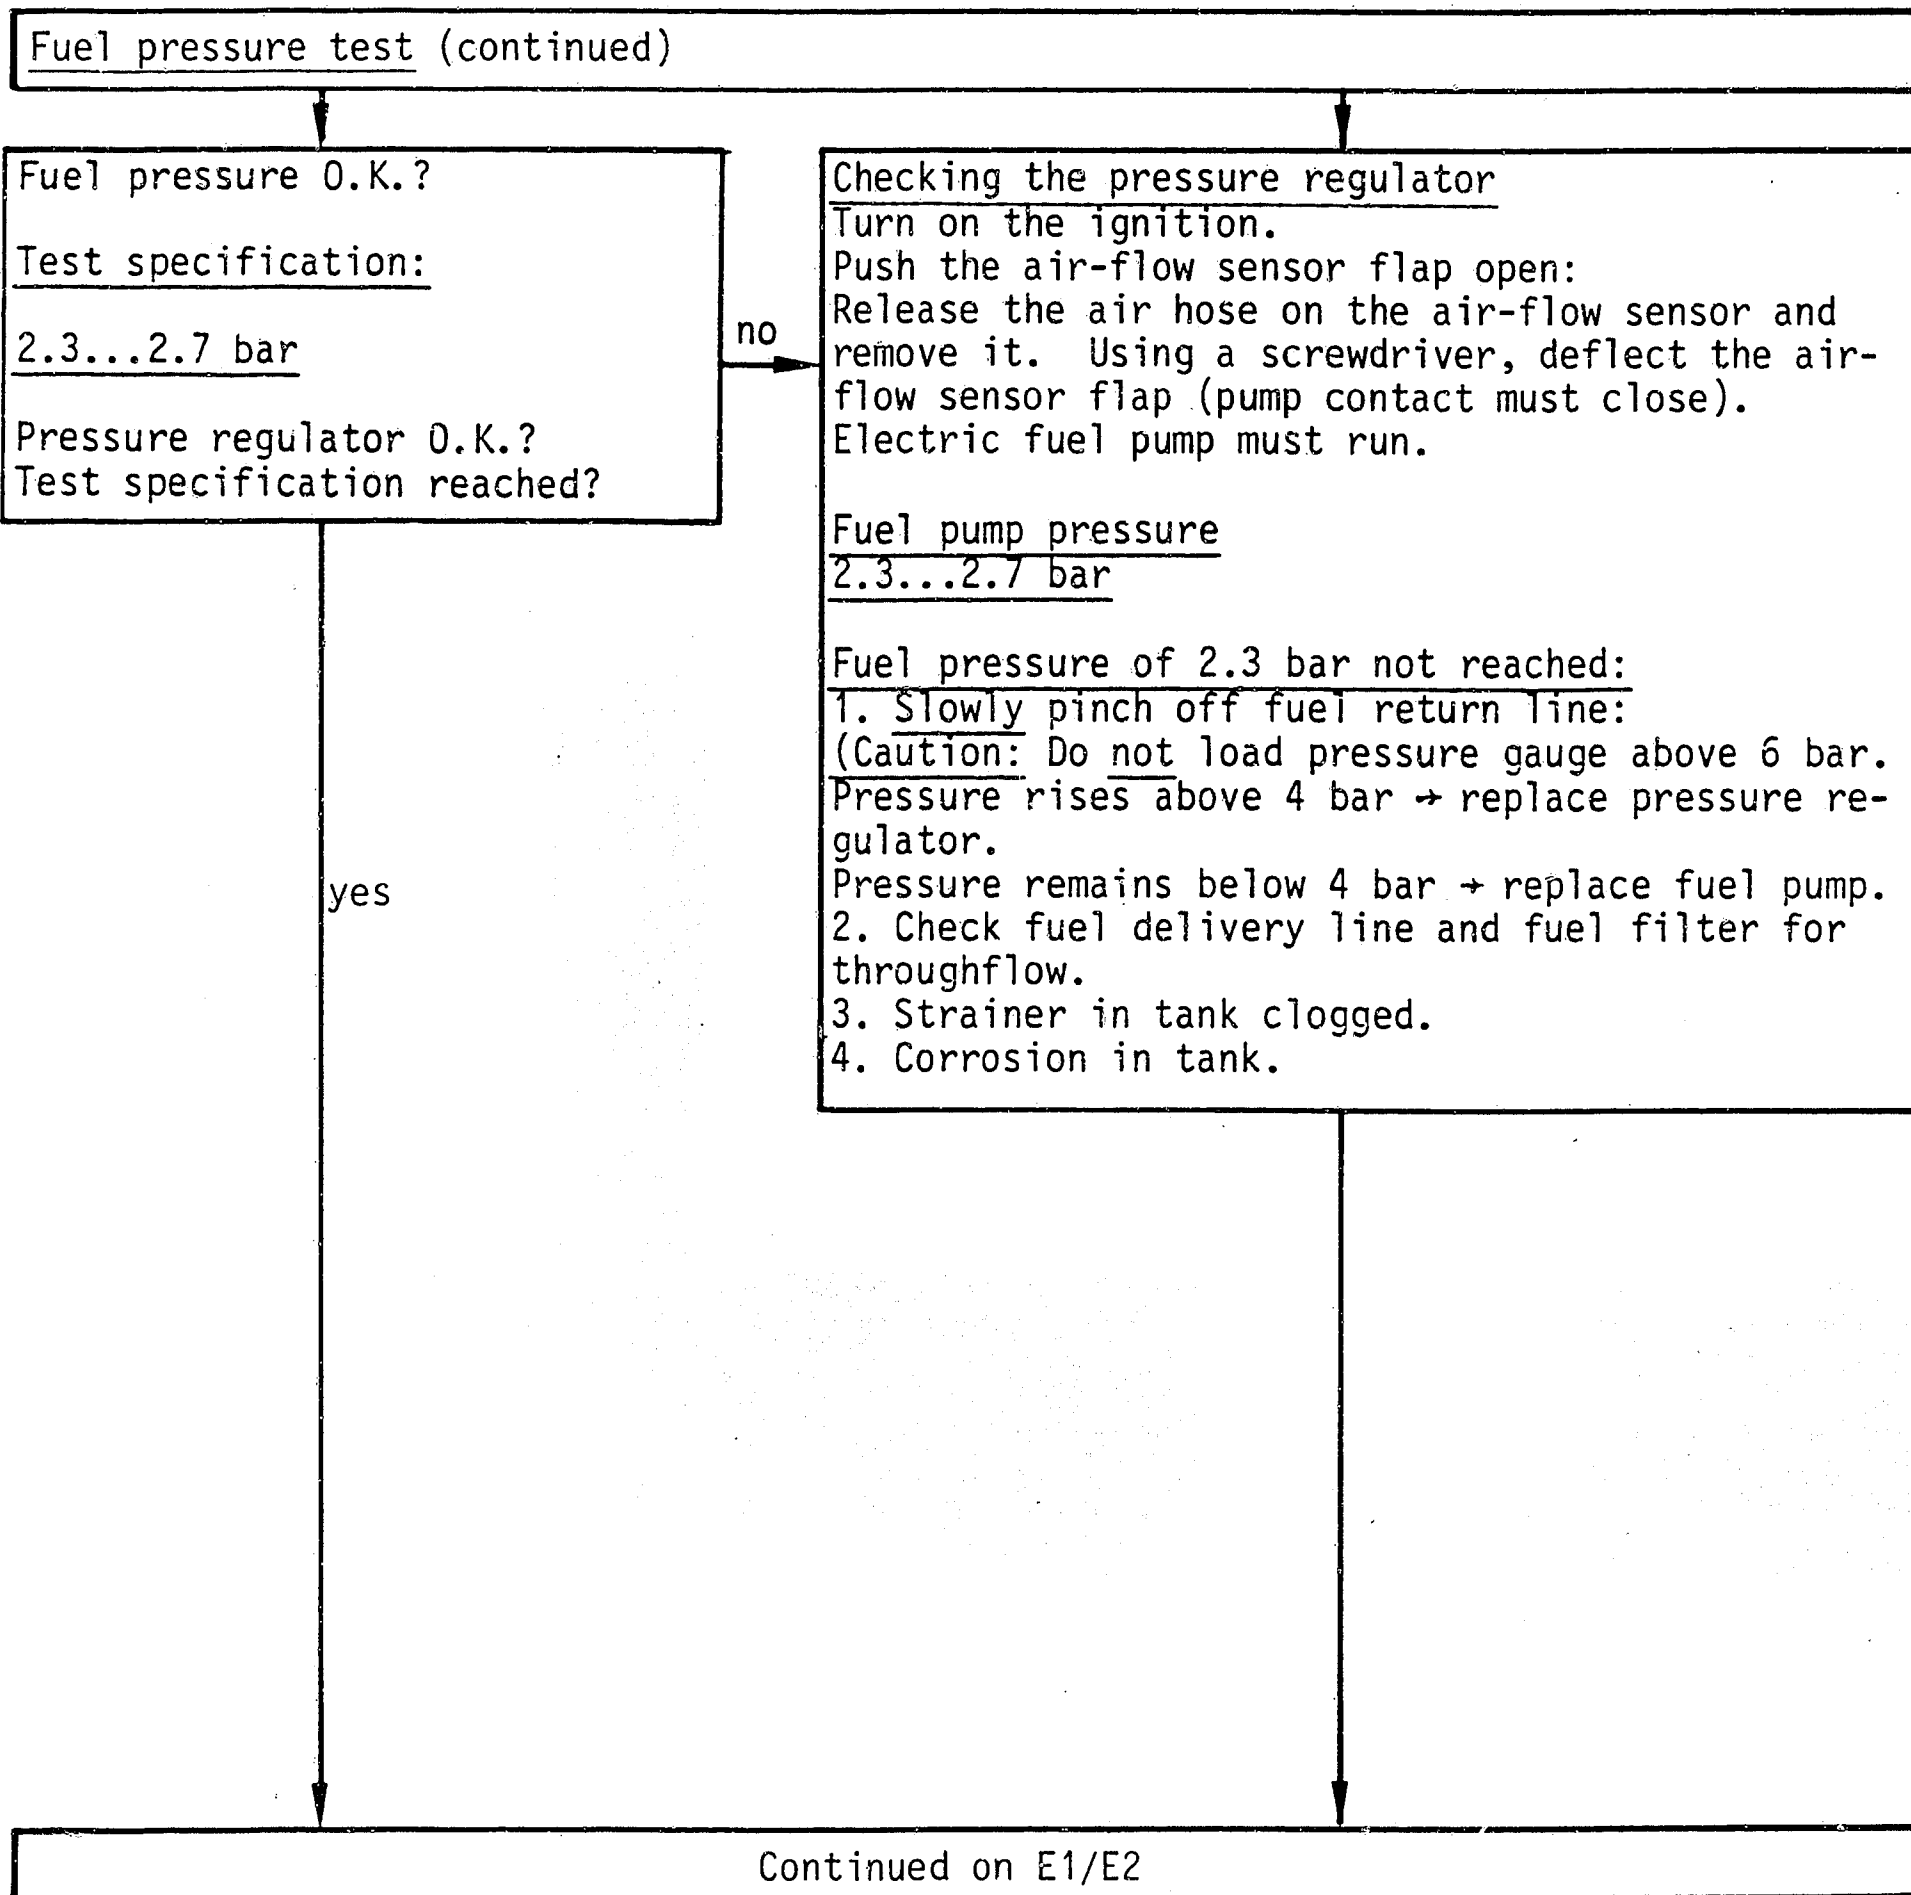 Fuel pressure test (continued)
Fuel pressure O.K.?
Test specification:
2.3...2.7 bar
Pressure regulator O.K.?
Test specification reached?
no
yes
Checking the pressure regulator
Turn on the ignition.
Push the air-flow sensor flap open:
Release the air hose on the air-flow sensor and
remove it. Using a screwdriver, deflect the air-
flow sensor flap (pump contact must close).
Electric fuel pump must run.
Fuel pump pressure
2.3...2.7 bar
Fuel pressure of 2.3 bar not reached:
1. Slowly pinch off fuel return line:
(Caution: Do not load pressure gauge above 6 bar.
Pressure rises above 4 bar → replace pressure re-
gulator.
Pressure remains below 4 bar → replace fuel pump.
2. Check fuel delivery line and fuel filter for
throughflow.
3. Strainer in tank clogged.
4. Corrosion in tank.
Continued on E1/E2